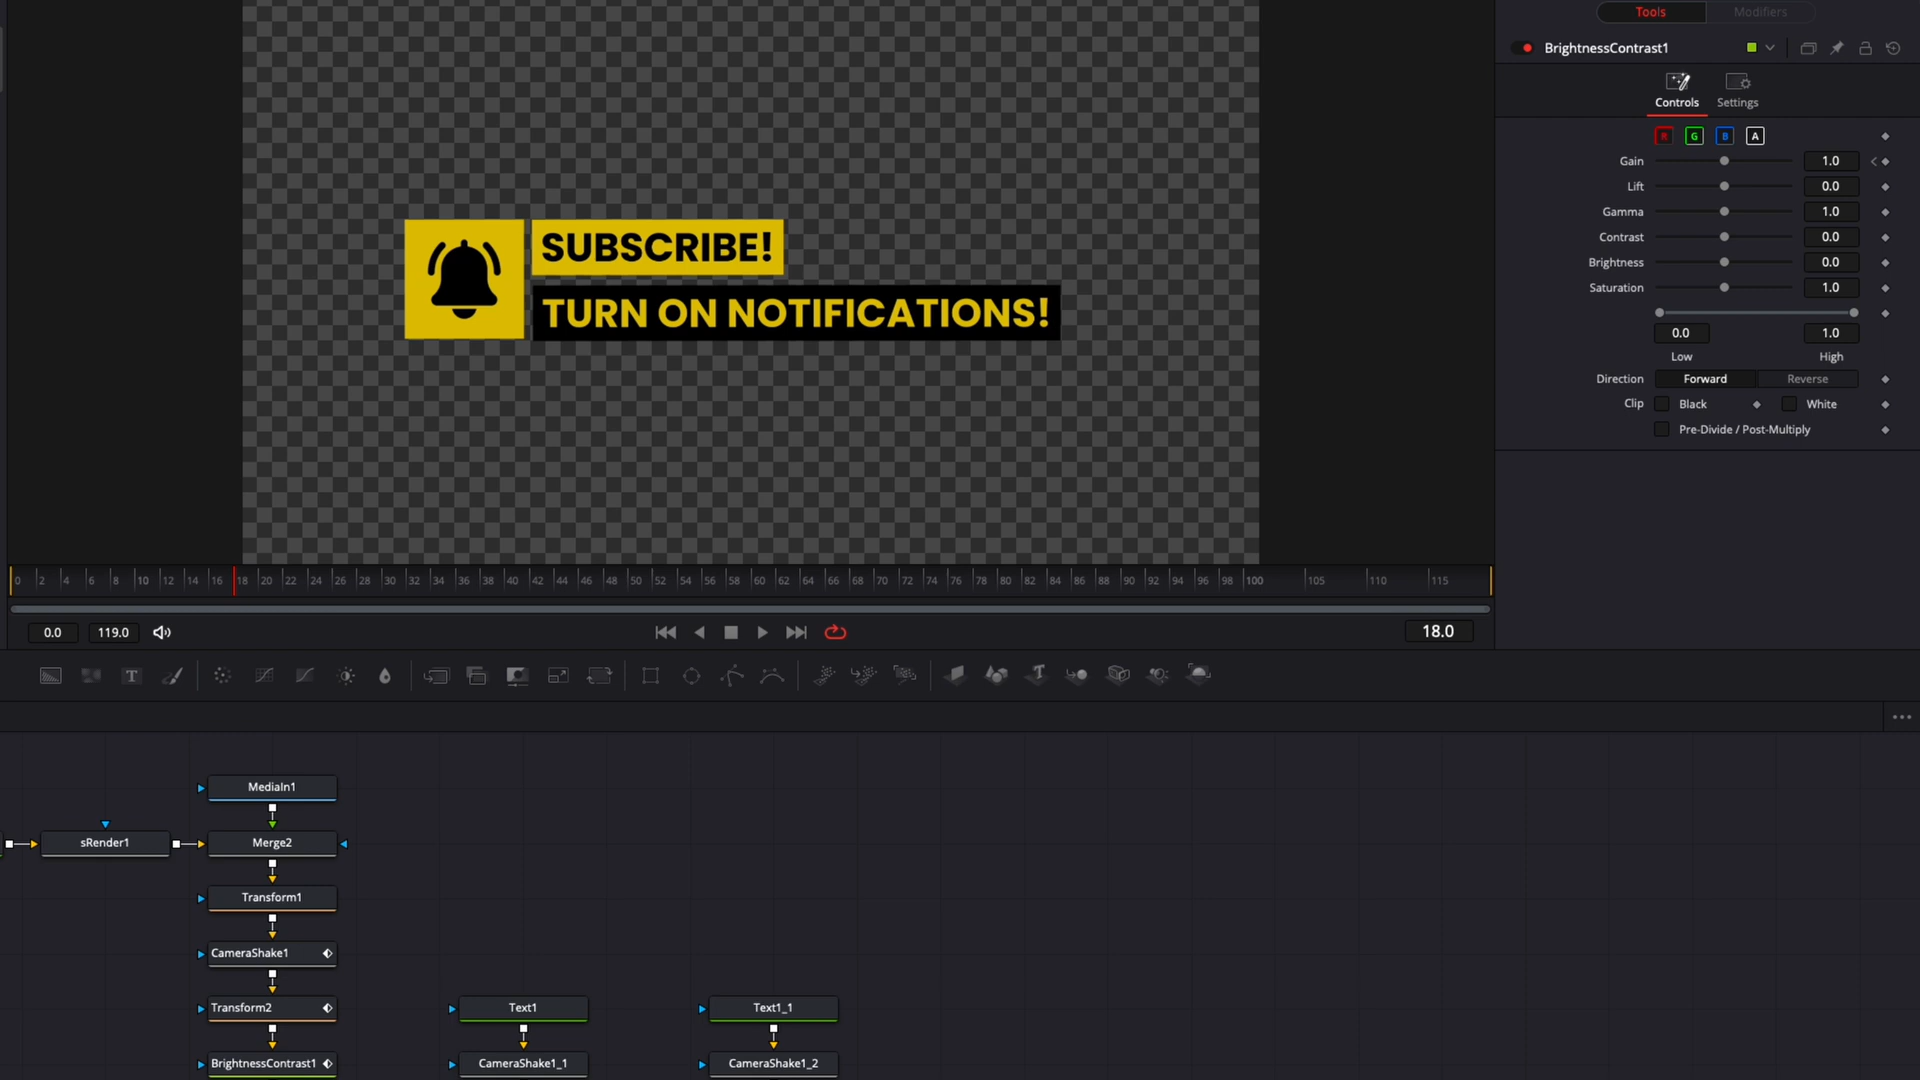 Tools Modifiers
BrightnessContrast1
Controls Settings
R G B A
Gain 1.0
Lift 0.0
Gamma 1.0
Contrast 0.0
Brightness 0.0
Saturation 1.0
0.0 1.0
Low High
Direction Forward Reverse
Clip Black White
Pre-Divide / Post-Multiply
SUBSCRIBE!
TURN ON NOTIFICATIONS!
0 2 4 6 8 10 12 14 16 18 20 22 24 26 28 30 32 34 36 38 40 42 44 46 48 50 52 54 56 58 60 62 64 66 68 70 72 74 76 78 80 82 84 86 88 90 92 94 96 98 100 105 110 115
0.0 119.0 18.0
T
T
MediaIn1
sRender1 Merge2
Transform1
CameraShake1
Transform2 Text1 Text1_1
BrightnessContrast1 CameraShake1_1 CameraShake1_2